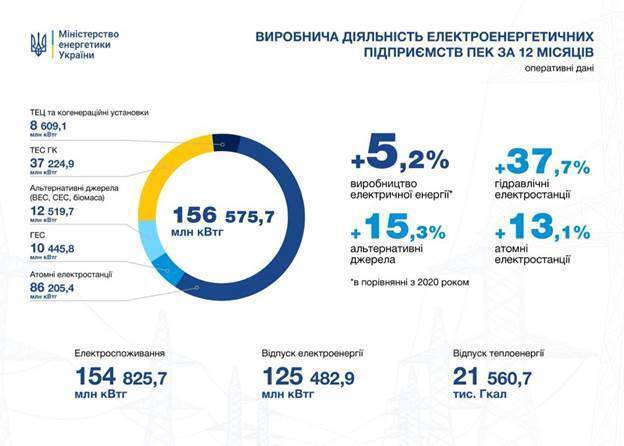 Міністерство
енергетики
України
ВИРОБНИЧА ДІЯЛЬНІСТЬ ЕЛЕКТРОЕНЕРГЕТИЧНИХ
ПІДПРИЄМСТВ ПЕК ЗА 12 МІСЯЦІВ
оперативні дані
ТЕЦ та когенераційні установки
8 609,1
млн кВтг
ТЕС ГК
37 224,9
млн кВтг
Альтернативні джерела
(ВЕС, СЕС, біомаса)
12 519,7
млн кВтг
ГЕС
10 445,8
млн кВтг
Атомні електростанції
86 205,4
млн кВтг
156 575,7
млн кВтг
+5,2%
виробництво
електричної енергії*
+37,7%
гідравлічні
електростанції
+15,3%
альтернативні
джерела
+13,1%
атомні
електростанції
*в порівнянні з 2020 роком
Електроспоживання
154 825,7
млн кВтг
Відпуск електроенергії
125 482,9
млн кВтг
Відпуск теплоенергії
21 560,7
тис. Гкал